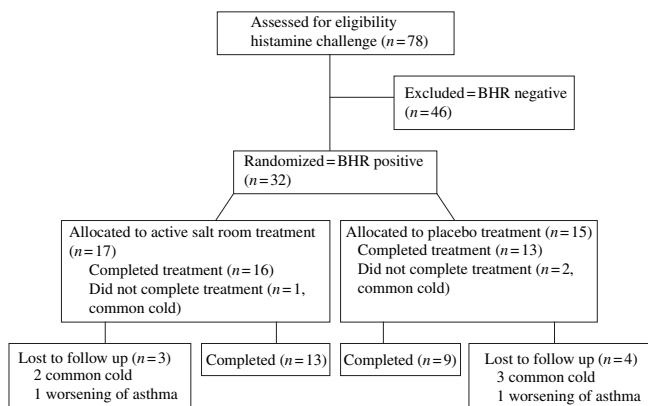 Assessed for eligibility
histamine challenge (n=78)
Excluded=BHR negative
(n=46)
Randomized=BHR positive
(n=32)
Allocated to active salt room treatment
(n=17)
Completed treatment (n=16)
Did not complete treatment (n=1,
common cold)
Allocated to placebo treatment (n=15)
Completed treatment (n=13)
Did not complete treatment (n=2,
common cold)
Lost to follow up (n=3)
2 common cold
1 worsening of asthma
Completed (n=13)
Completed (n=9)
Lost to follow up (n=4)
3 common cold
1 worsening of asthma